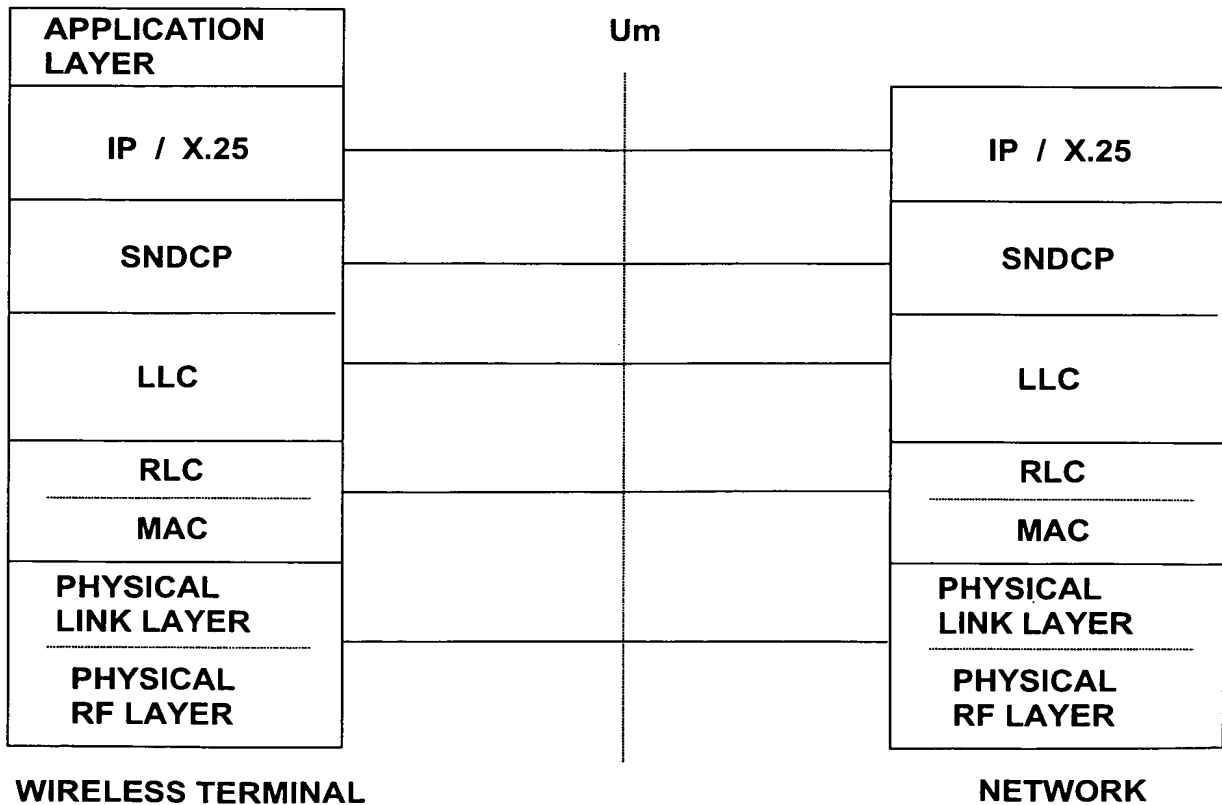 APPLICATION
LAYER
IP / X.25
SNDCP
LLC
RLC
MAC
PHYSICAL
LINK LAYER
PHYSICAL
RF LAYER
WIRELESS TERMINAL
Um
IP / X.25
SNDCP
LLC
RLC
MAC
PHYSICAL
LINK LAYER
PHYSICAL
RF LAYER
NETWORK